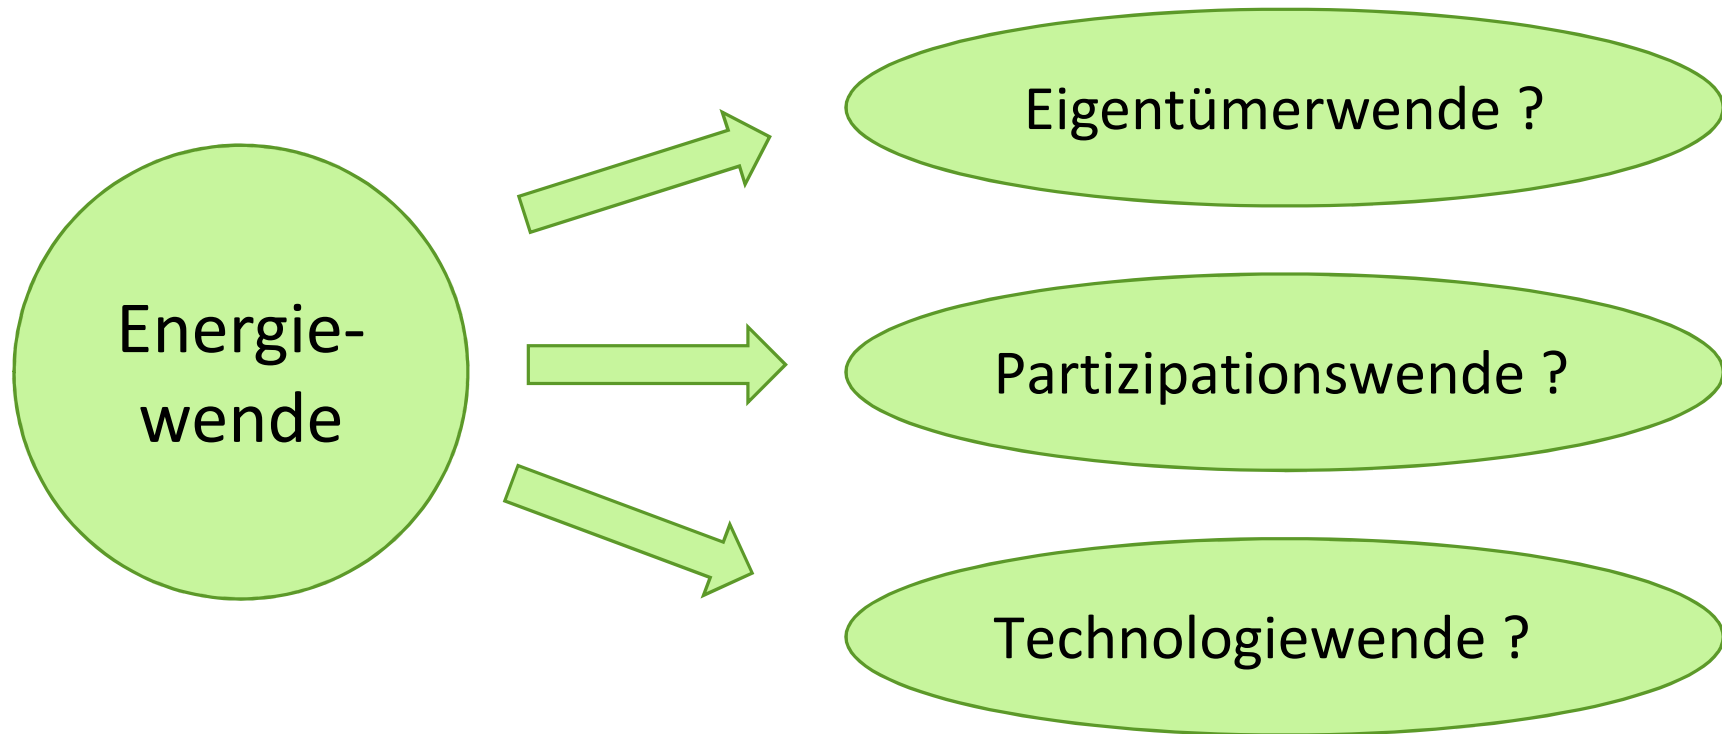 Energie-
wende
Eigentümerwende ?
Partizipationswende ?
Technologiewende ?